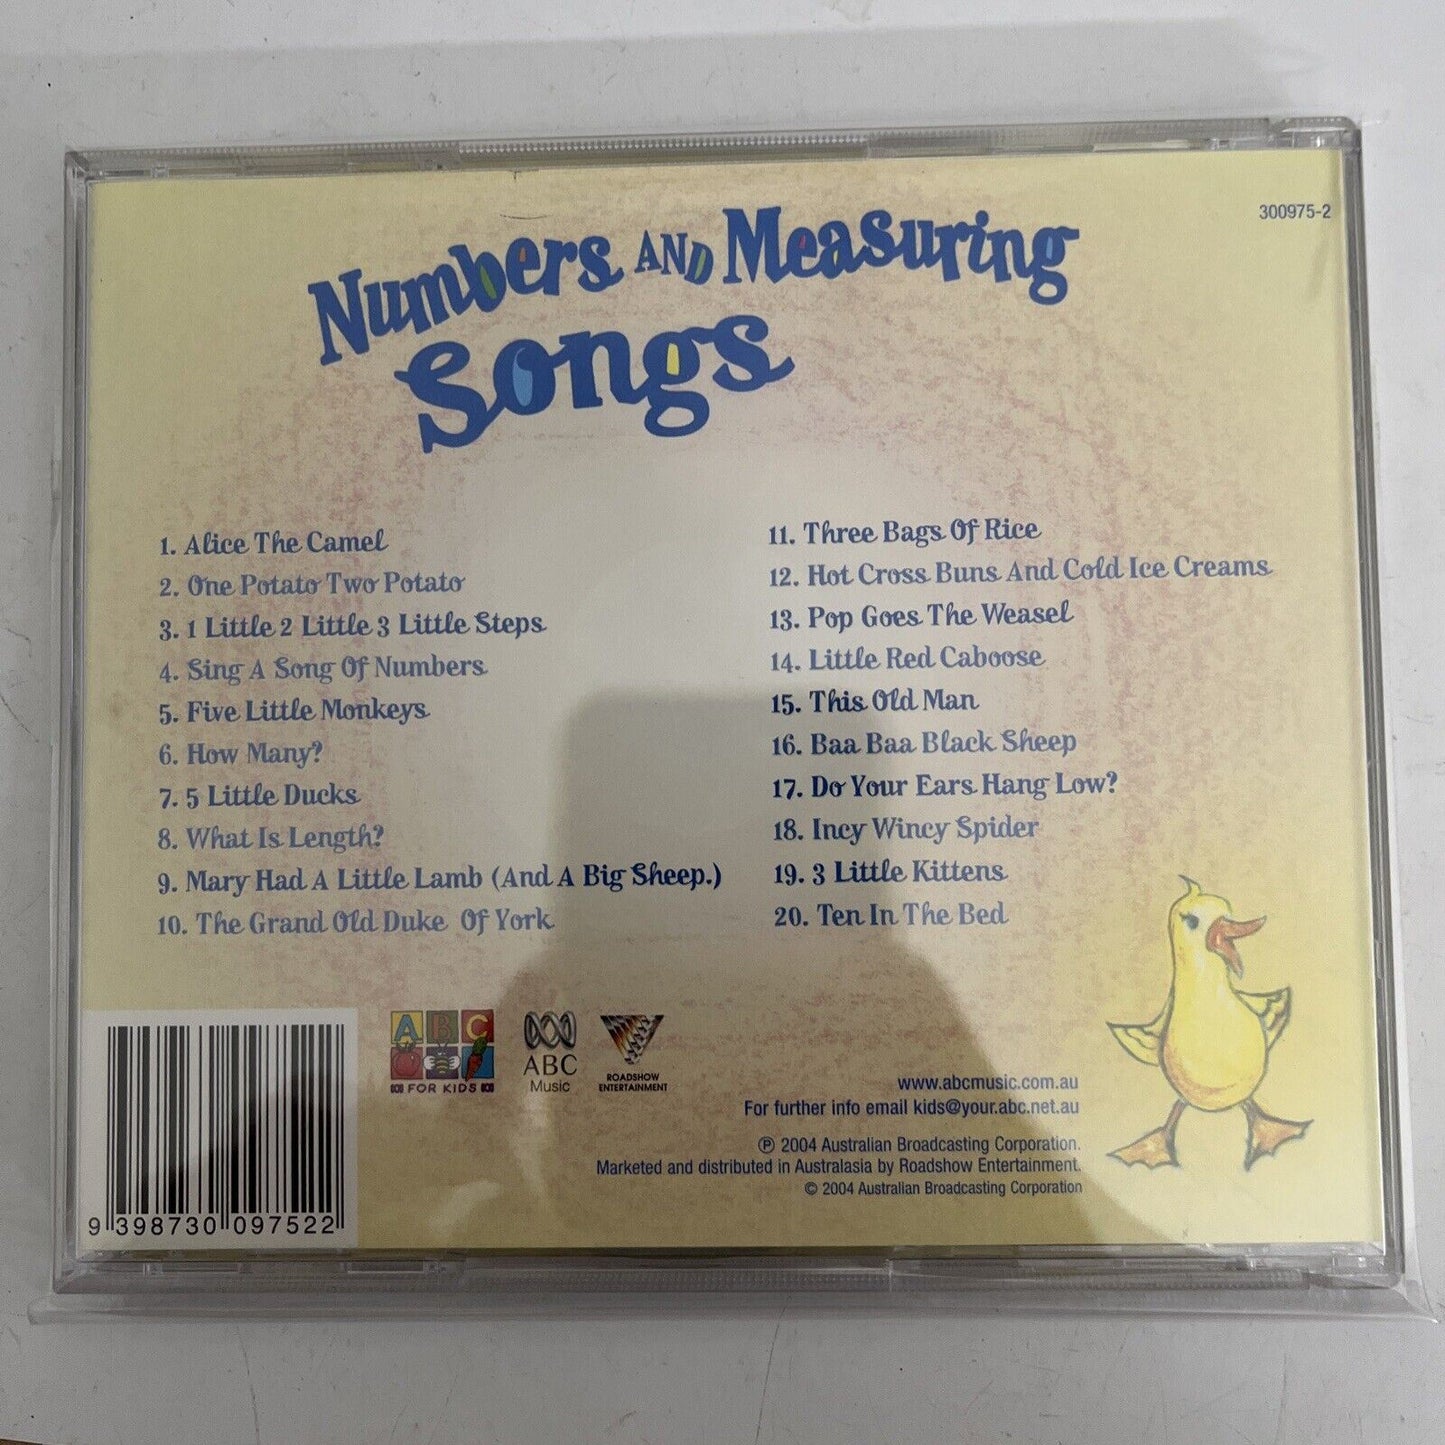 300975-2
Numbers AND Measuring
Songs
1. Alice The Camel
2. One Potato Two Potato
3. 1 Little 2 Little 3 Little Steps
4. Sing A Song Of Numbers
5. Five Little Monkeys
6. How Many?
7. 5 Little Ducks
8. What Is Length?
9. Mary Had A Little Lamb (And A Big Sheep.)
10. The Grand Old Duke Of York
11. Three Bags Of Rice
12. Hot Cross Buns And Cold Ice Creams
13. Pop Goes The Weasel
14. Little Red Caboose
15. This Old Man
16. Baa Baa Black Sheep
17. Do Your Ears Hang Low?
18. Incy Wincy Spider
19. 3 Little Kittens
20. Ten In The Bed
9 398730 097522
ABC
FOR KIDS
ABC
Music
ROADSHOW
ENTERTAINMENT
www.abcmusic.com.au
For further info email kids@your.abc.net.au
℗ 2004 Australian Broadcasting Corporation.
Marketed and distributed in Australasia by Roadshow Entertainment.
© 2004 Australian Broadcasting Corporation